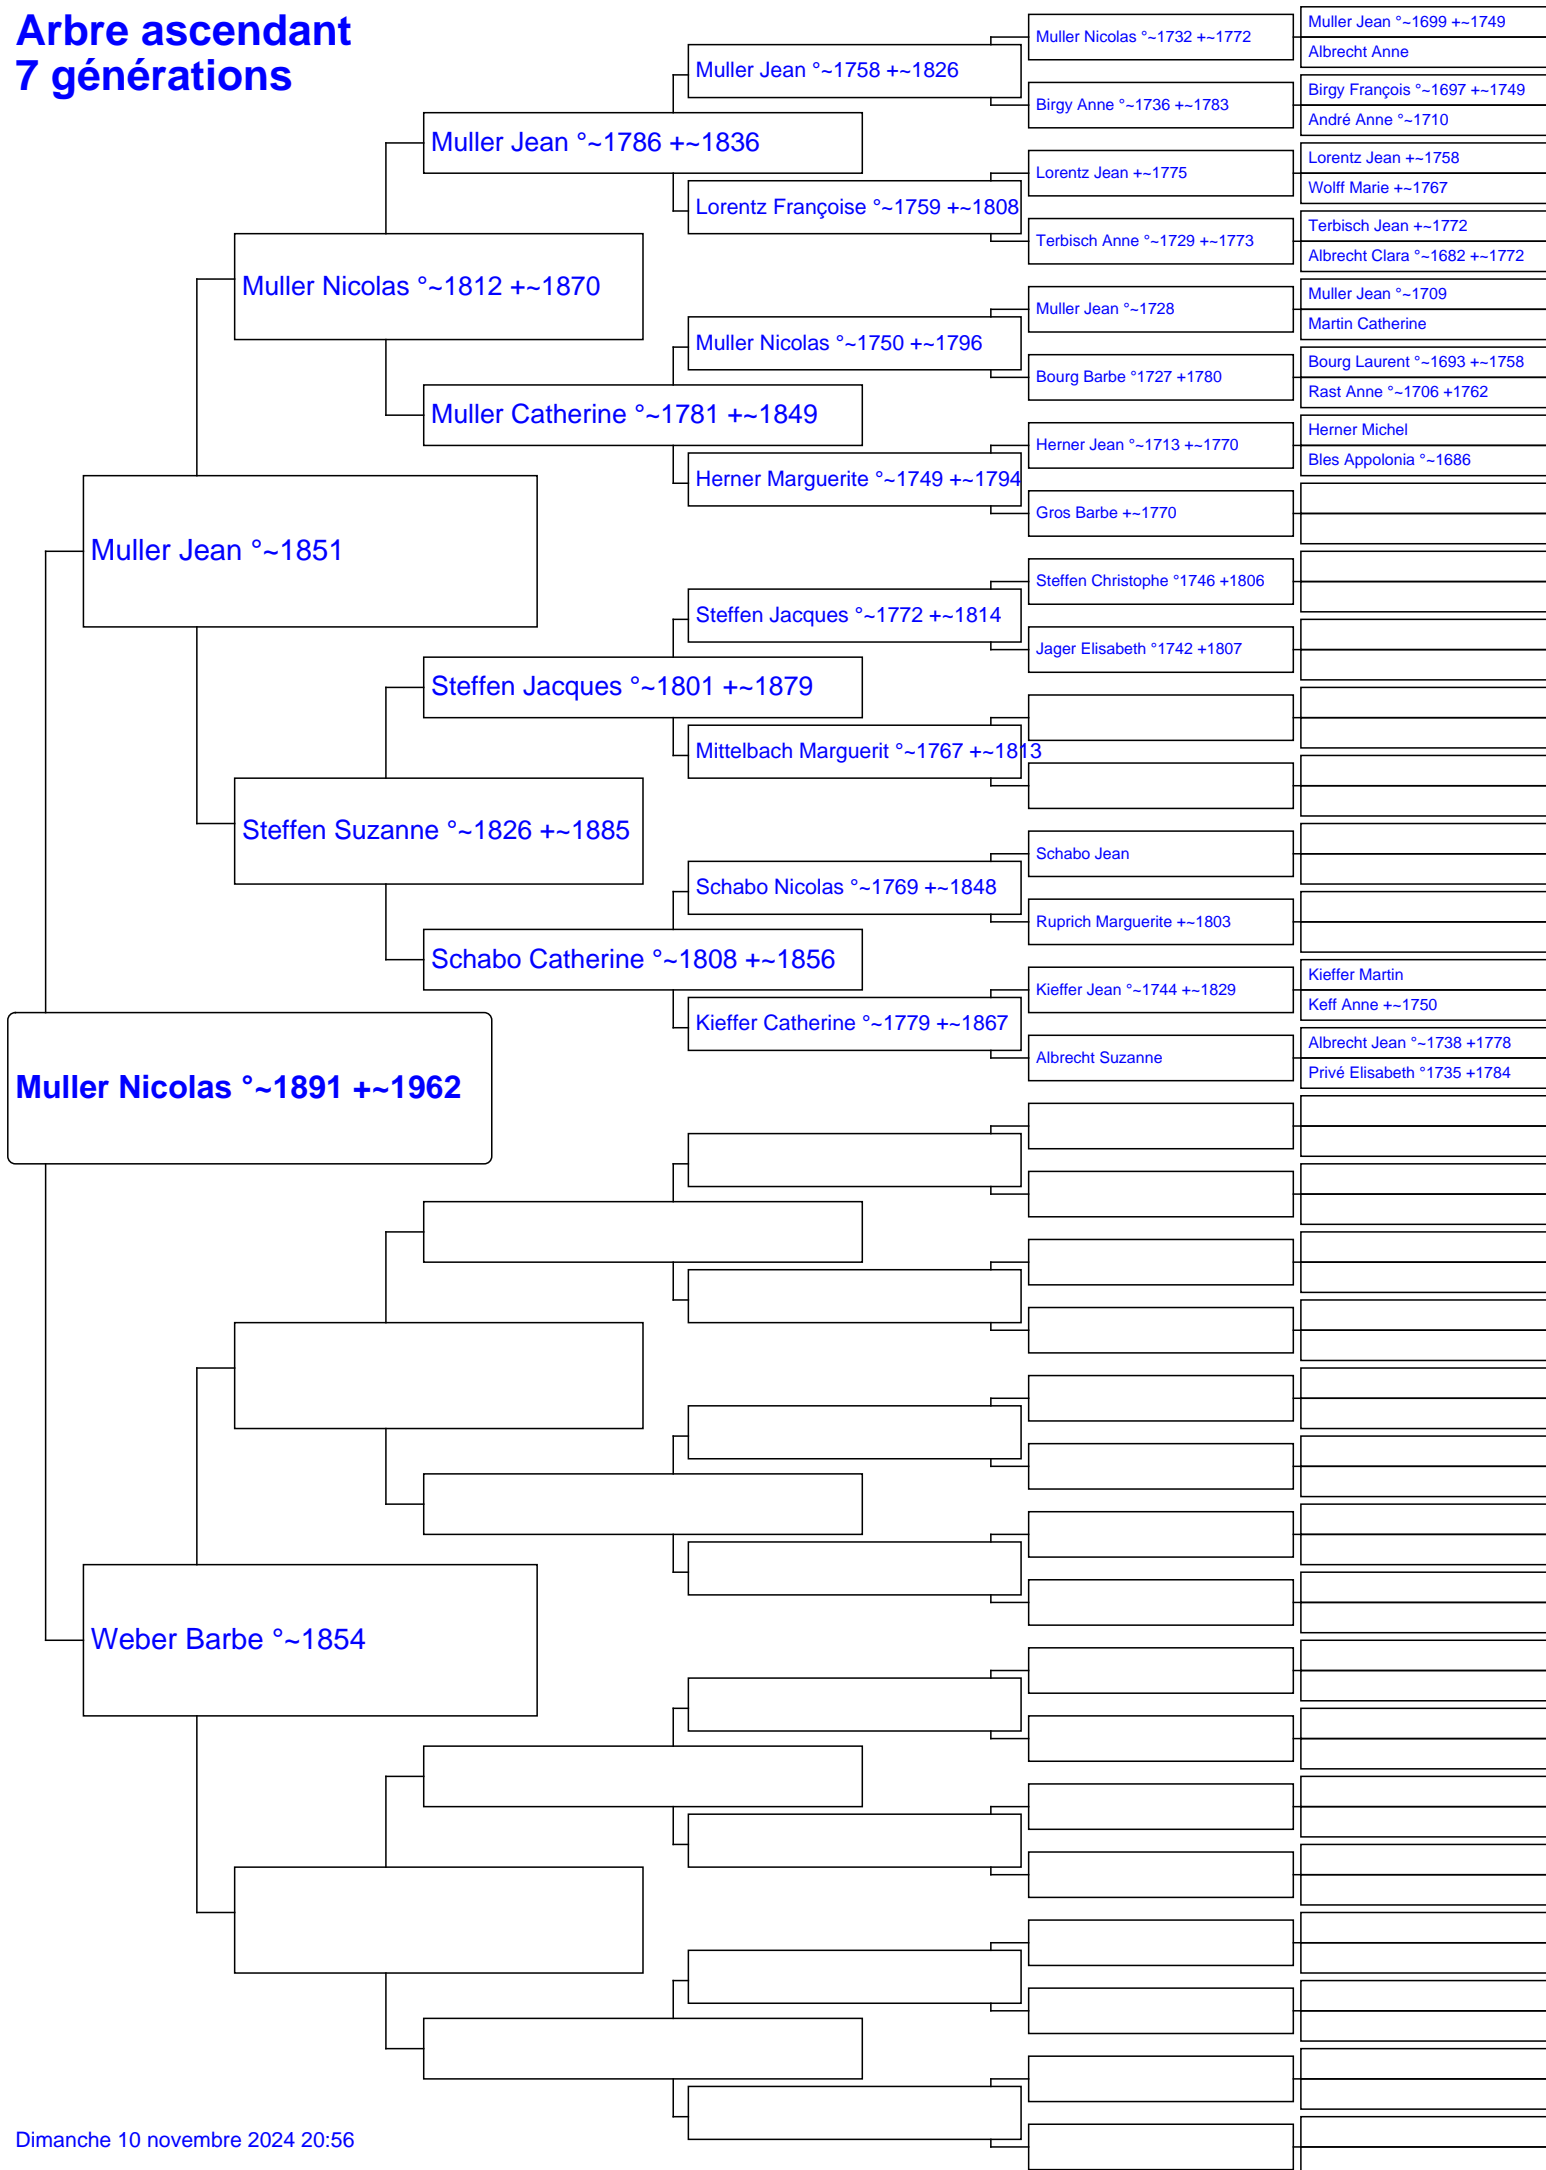 Arbre ascendant
7 générations
Muller Nicolas °~1891 +~1962
Muller Jean °~1851
Weber Barbe °~1854
Muller Nicolas °~1812 +~1870
Steffen Suzanne °~1826 +~1885
Muller Jean °~1786 +~1836
Muller Catherine °~1781 +~1849
Steffen Jacques °~1801 +~1879
Schabo Catherine °~1808 +~1856
Muller Jean °~1758 +~1826
Lorentz Françoise °~1759 +~1808
Muller Nicolas °~1750 +~1796
Herner Marguerite °~1749 +~1794
Steffen Jacques °~1772 +~1814
Mittelbach Marguerit °~1767 +~1813
Schabo Nicolas °~1769 +~1848
Kieffer Catherine °~1779 +~1867
Muller Nicolas °~1732 +~1772
Birgy Anne °~1736 +~1783
Lorentz Jean +~1775
Terbisch Anne °~1729 +~1773
Muller Jean °~1728
Bourg Barbe °1727 +1780
Herner Jean °~1713 +~1770
Gros Barbe +~1770
Steffen Christophe °1746 +1806
Jager Elisabeth °1742 +1807
Schabo Jean
Ruprich Marguerite +~1803
Kieffer Jean °~1744 +~1829
Albrecht Suzanne
Muller Jean °~1699 +~1749
Albrecht Anne
Birgy François °~1697 +~1749
André Anne °~1710
Lorentz Jean +~1758
Wolff Marie +~1767
Terbisch Jean +~1772
Albrecht Clara °~1682 +~1772
Muller Jean °~1709
Martin Catherine
Bourg Laurent °~1693 +~1758
Rast Anne °~1706 +1762
Herner Michel
Bles Appolonia °~1686
Kieffer Martin
Keff Anne +~1750
Albrecht Jean °~1738 +1778
Privé Elisabeth °1735 +1784
Dimanche 10 novembre 2024 20:56